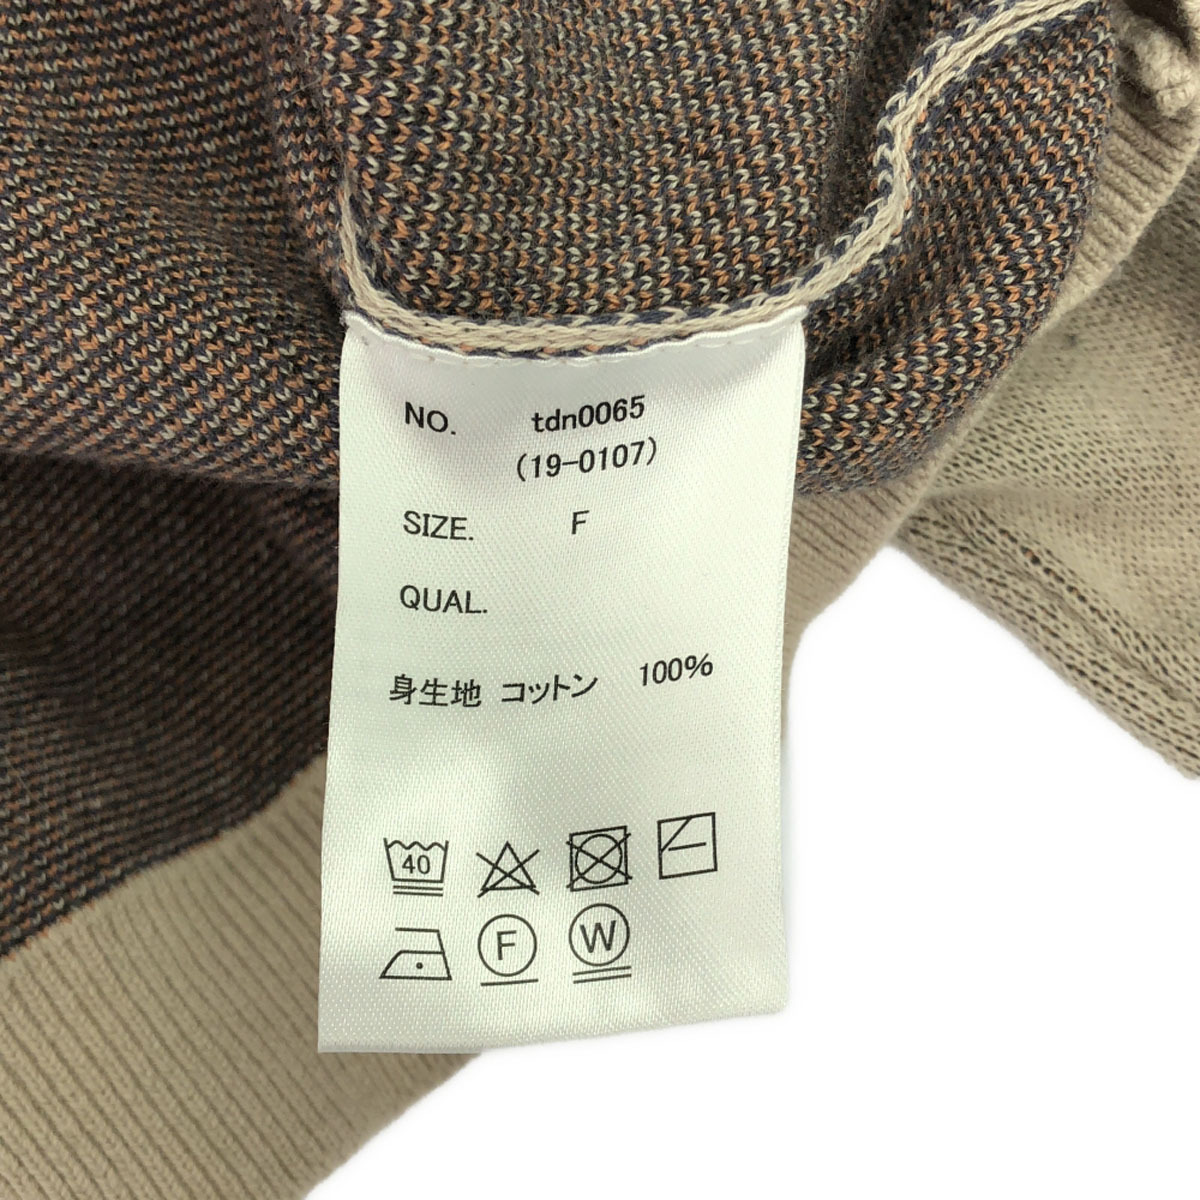 NO. tdn0065
(19-0107)
SIZE. F
QUAL.
身生地 コットン 100%
40
F W